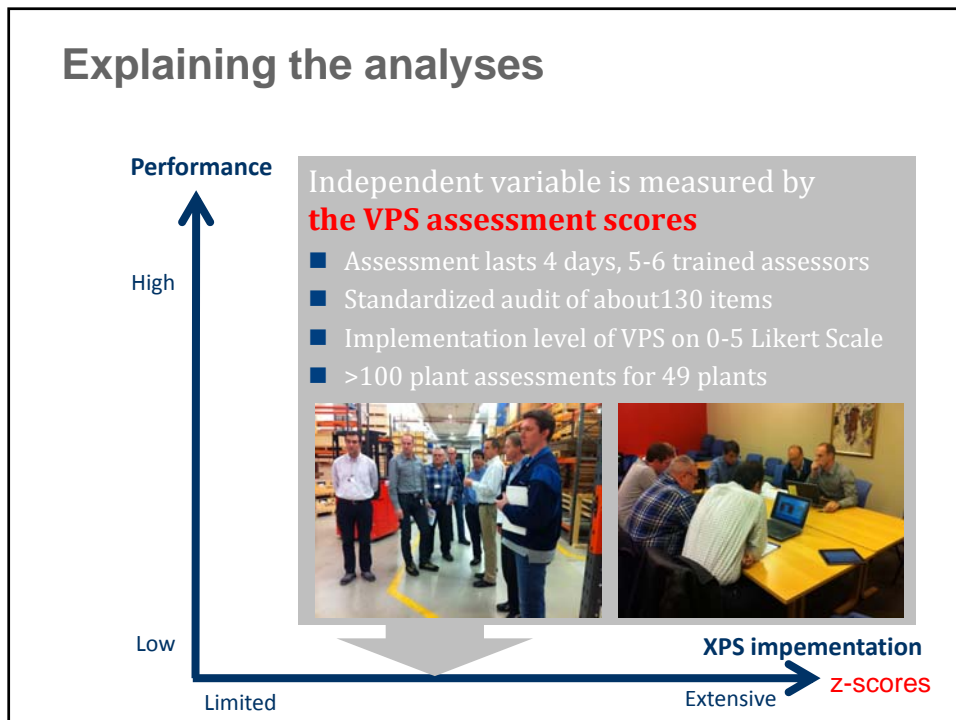 Explaining the analyses
Performance
High
Low
Independent variable is measured by
the VPS assessment scores
Assessment lasts 4 days, 5-6 trained assessors
Standardized audit of about130 items
Implementation level of VPS on 0-5 Likert Scale
>100 plant assessments for 49 plants
XPS impementation
z-scores
Limited
Extensive